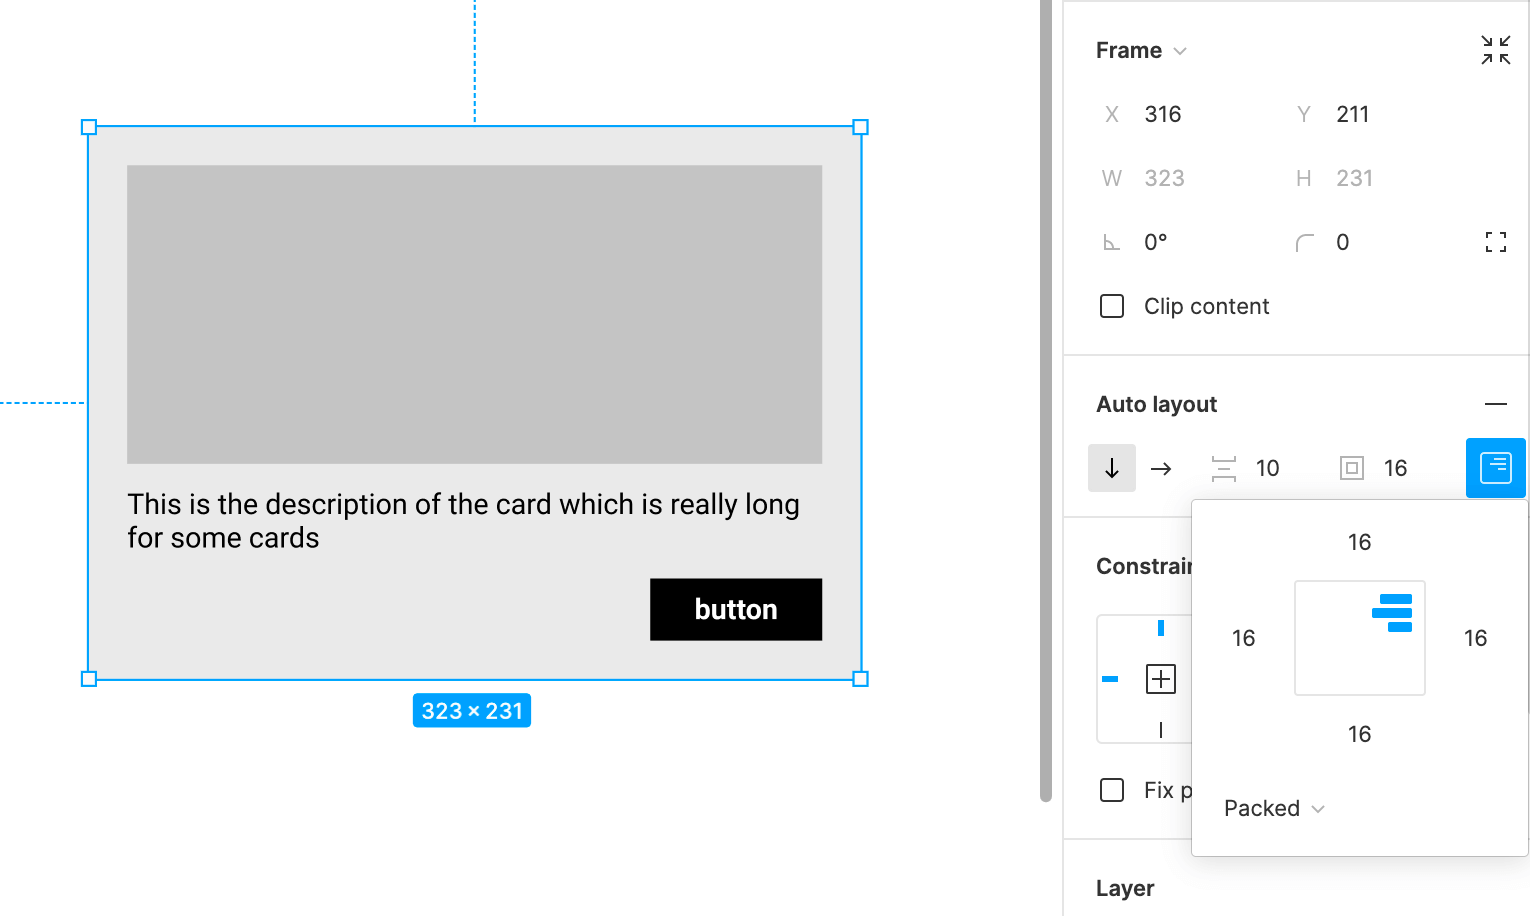 This is the description of the card which is really long
for some cards
button
323 × 231
Frame
X 316 Y 211
W 323 H 231
0° 0
Clip content
Auto layout
10 16
16
16 16
16
Packed
Constrain
Fix p
Layer